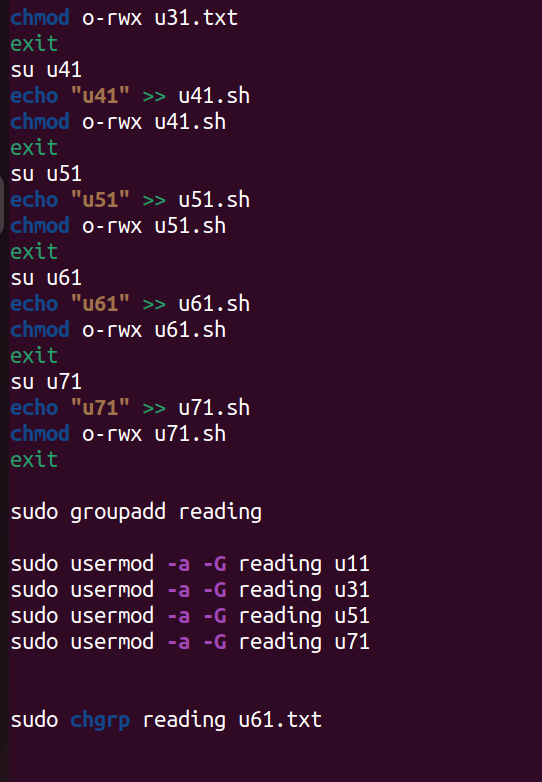 chmod o-rwx u31.txt
exit
su u41
echo "u41" >> u41.sh
chmod o-rwx u41.sh
exit
su u51
echo "u51" >> u51.sh
chmod o-rwx u51.sh
exit
su u61
echo "u61" >> u61.sh
chmod o-rwx u61.sh
exit
su u71
echo "u71" >> u71.sh
chmod o-rwx u71.sh
exit
sudo groupadd reading
sudo usermod -a -G reading u11
sudo usermod -a -G reading u31
sudo usermod -a -G reading u51
sudo usermod -a -G reading u71
sudo chgrp reading u61.txt